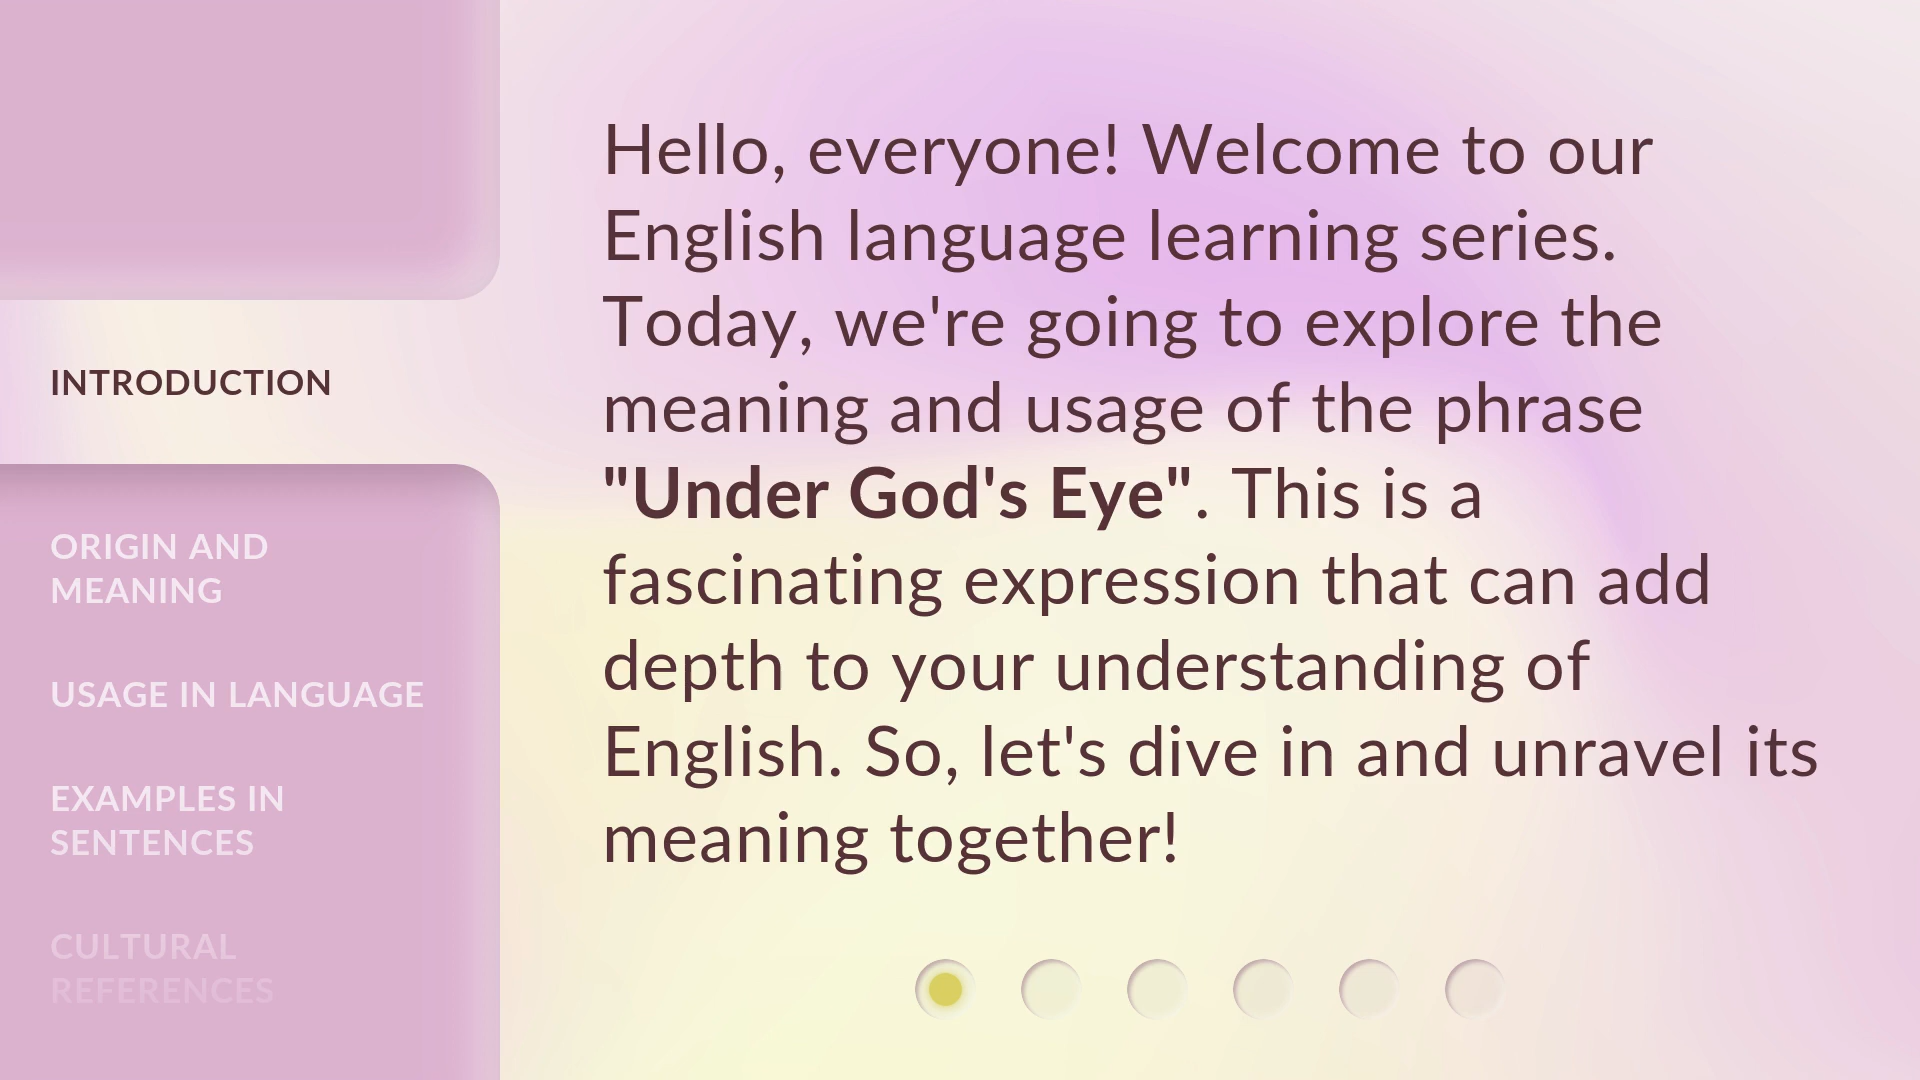 INTRODUCTION
ORIGIN AND
MEANING
USAGE IN LANGUAGE
EXAMPLES IN
SENTENCES
CULTURAL
REFERENCES
Hello, everyone! Welcome to our
English language learning series.
Today, we're going to explore the
meaning and usage of the phrase
"Under God's Eye". This is a
fascinating expression that can add
depth to your understanding of
English. So, let's dive in and unravel its
meaning together!